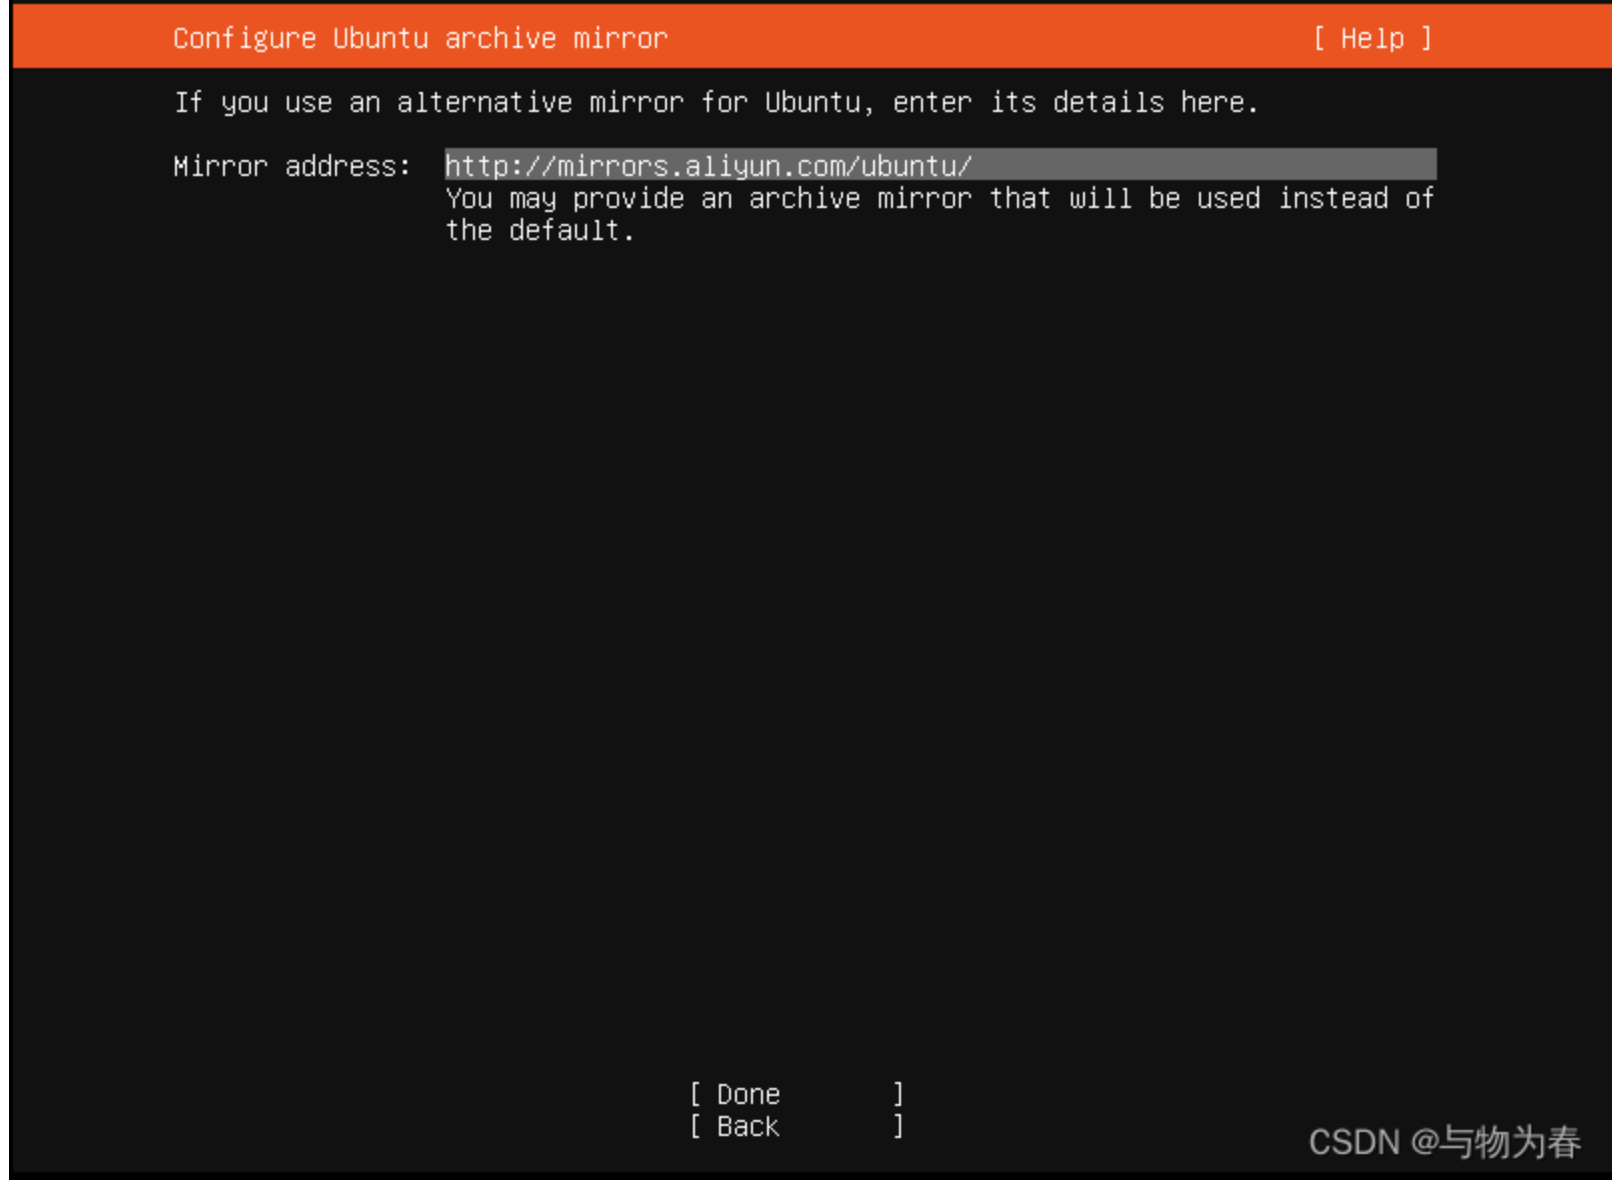 Configure Ubuntu archive mirror [ Help ]
If you use an alternative mirror for Ubuntu, enter its details here.
Mirror address: http://mirrors.aliyun.com/ubuntu/
You may provide an archive mirror that will be used instead of
the default.
[ Done ]
[ Back ]
CSDN @与物为春